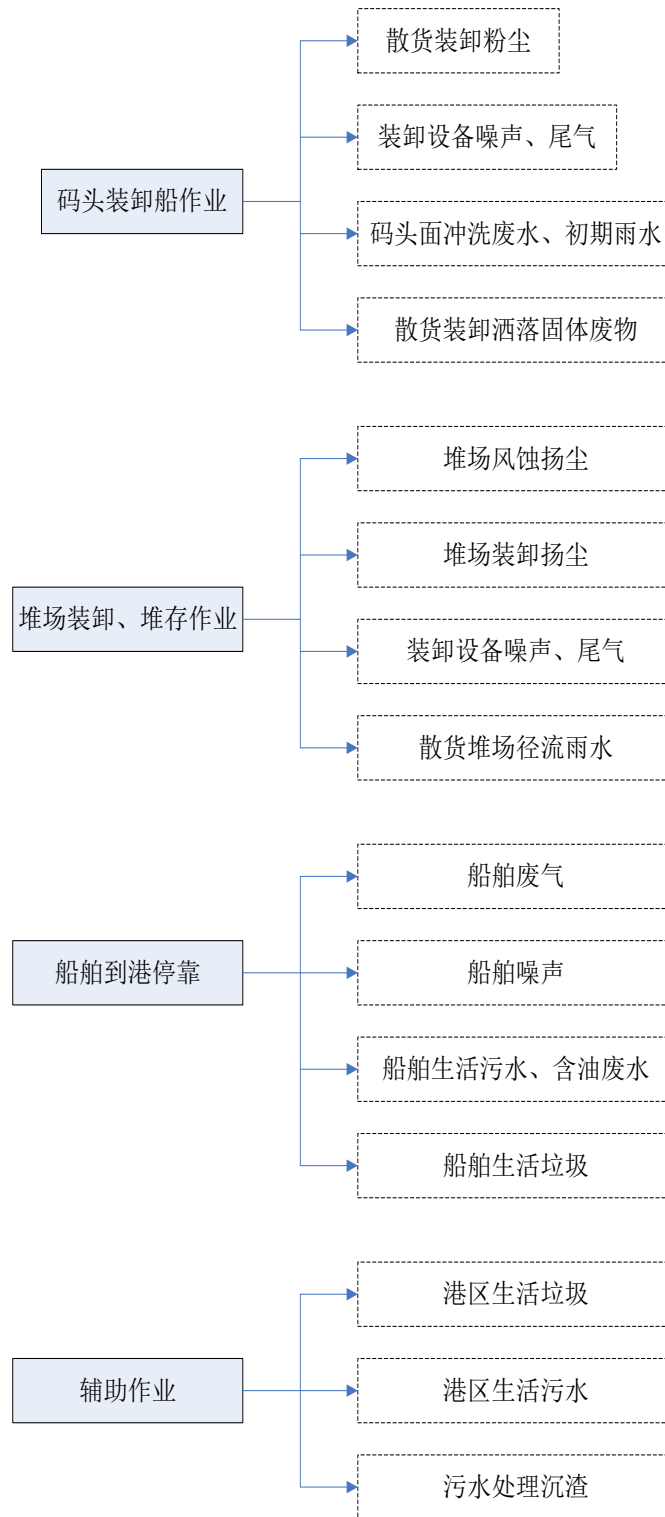 散货装卸粉尘
装卸设备噪声、尾气
码头装卸船作业
码头面冲洗废水、初期雨水
散货装卸洒落固体废物
堆场风蚀扬尘
堆场装卸扬尘
堆场装卸、堆存作业
装卸设备噪声、尾气
散货堆场径流雨水
船舶废气
船舶到港停靠
船舶噪声
船舶生活污水、含油废水
船舶生活垃圾
港区生活垃圾
辅助作业
港区生活污水
污水处理沉渣